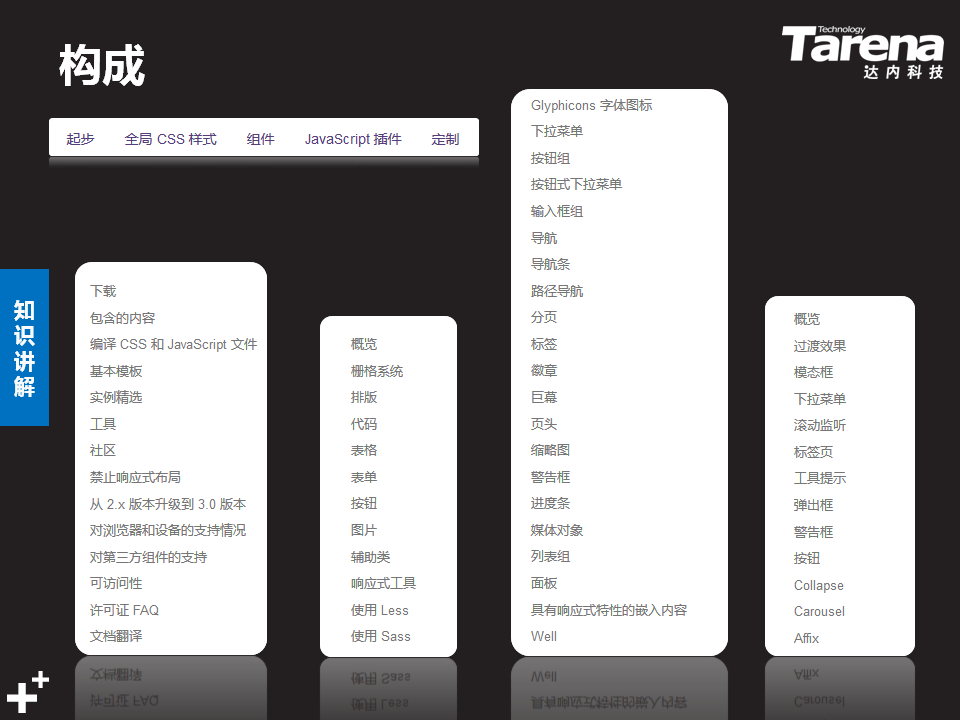 构成
Technology
Tarena
达内科技
起步 全局 CSS 样式 组件 JavaScript 插件 定制
知识讲解
下载
包含的内容
编译 CSS 和 JavaScript 文件
基本模板
实例精选
工具
社区
禁止响应式布局
从 2.x 版本升级到 3.0 版本
对浏览器和设备的支持情况
对第三方组件的支持
可访问性
许可证 FAQ
文档翻译
概览
栅格系统
排版
代码
表格
表单
按钮
图片
辅助类
响应式工具
使用 Less
使用 Sass
Glyphicons 字体图标
下拉菜单
按钮组
按钮式下拉菜单
输入框组
导航
导航条
路径导航
分页
标签
徽章
巨幕
页头
缩略图
警告框
进度条
媒体对象
列表组
面板
具有响应式特性的嵌入内容
Well
概览
过渡效果
模态框
下拉菜单
滚动监听
标签页
工具提示
弹出框
警告框
按钮
Collapse
Carousel
Affix